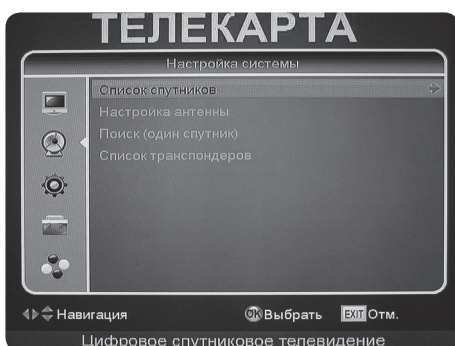 ТЕЛЕКАРТА
Настройка системы
Список спутников
Настройка антенны
Поиск (один спутник)
Список транспондеров
Навигация OK Выбрать EXIT Отм.
Цифровое спутниковое телевидение